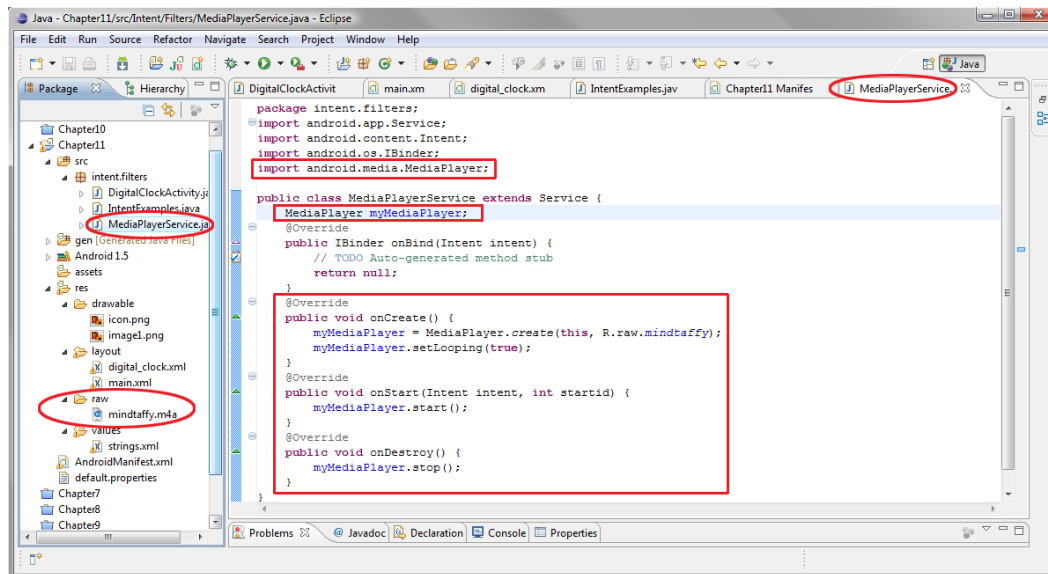 Java - Chapter11/src/Intent/Filters/MediaPlayerService.java - Eclipse
File Edit Run Source Refactor Navigate Search Project Window Help
Java
Package Hierarchy
Chapter10
Chapter11
src
intent.filters
DigitalClockActivity.ja
IntentExamples.java
MediaPlayerService.ja
gen [Generated Java Files]
Android 1.5
assets
res
drawable
icon.png
image1.png
layout
digital_clock.xml
main.xml
raw
mindtaffy.m4a
values
strings.xml
AndroidManifest.xml
default.properties
Chapter7
Chapter8
Chapter9
DigitalClockActivit main.xm digital_clock.xm IntentExamples.jav Chapter11 Manifes MediaPlayerService.
package intent.filters;
import android.app.Service;
import android.content.Intent;
import android.os.IBinder;
import android.media.MediaPlayer;
public class MediaPlayerService extends Service {
MediaPlayer myMediaPlayer;
@Override
public IBinder onBind(Intent intent) {
// TODO Auto-generated method stub
return null;
}
@Override
public void onCreate() {
myMediaPlayer = MediaPlayer.create(this, R.raw.mindtaffy);
myMediaPlayer.setLooping(true);
}
@Override
public void onStart(Intent intent, int startid) {
myMediaPlayer.start();
}
@Override
public void onDestroy() {
myMediaPlayer.stop();
}
}
Problems @ Javadoc Declaration Console Properties